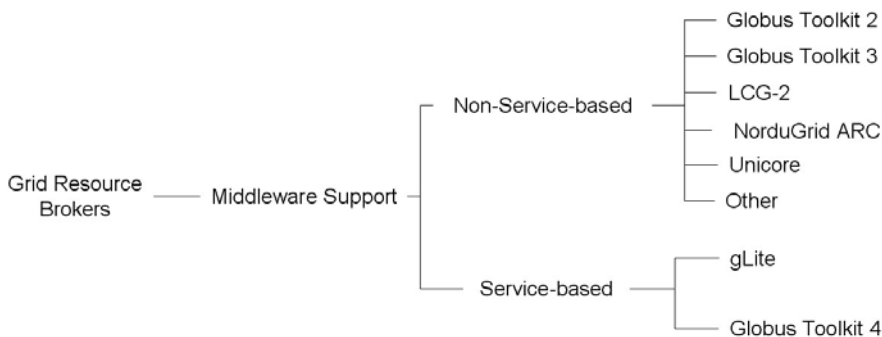 Grid Resource
Brokers
Middleware Support
Non-Service-based
Globus Toolkit 2
Globus Toolkit 3
LCG-2
NorduGrid ARC
Unicore
Other
Service-based
gLite
Globus Toolkit 4